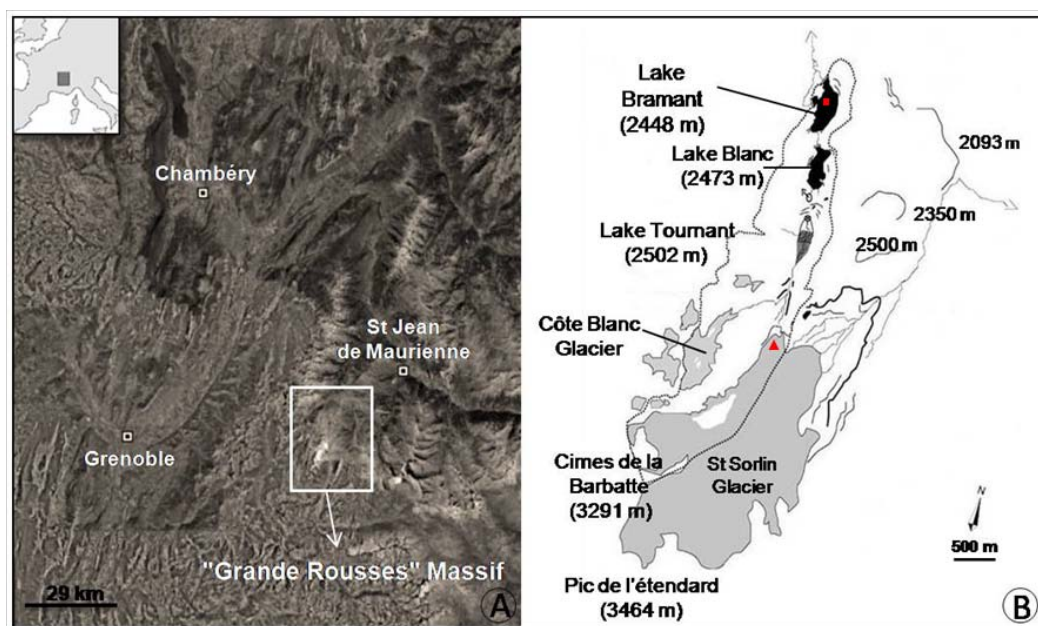 Chambéry
St Jean
de Maurienne
Grenoble
"Grande Rousses" Massif
29 km
A
Lake
Bramant
(2448 m)
Lake Blanc
(2473 m)
Lake Tournant
(2502 m)
Côte Blanc
Glacier
Cimes de la
Barbatte
(3291 m)
St Sorlin
Glacier
Pic de l'étendard
(3464 m)
2093 m
2350 m
2500 m
N
500 m
B